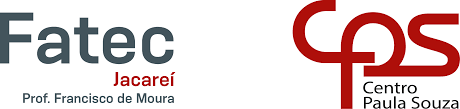 Fatec
Jacareí
Prof. Francisco de Moura
cps
Centro
Paula Souza